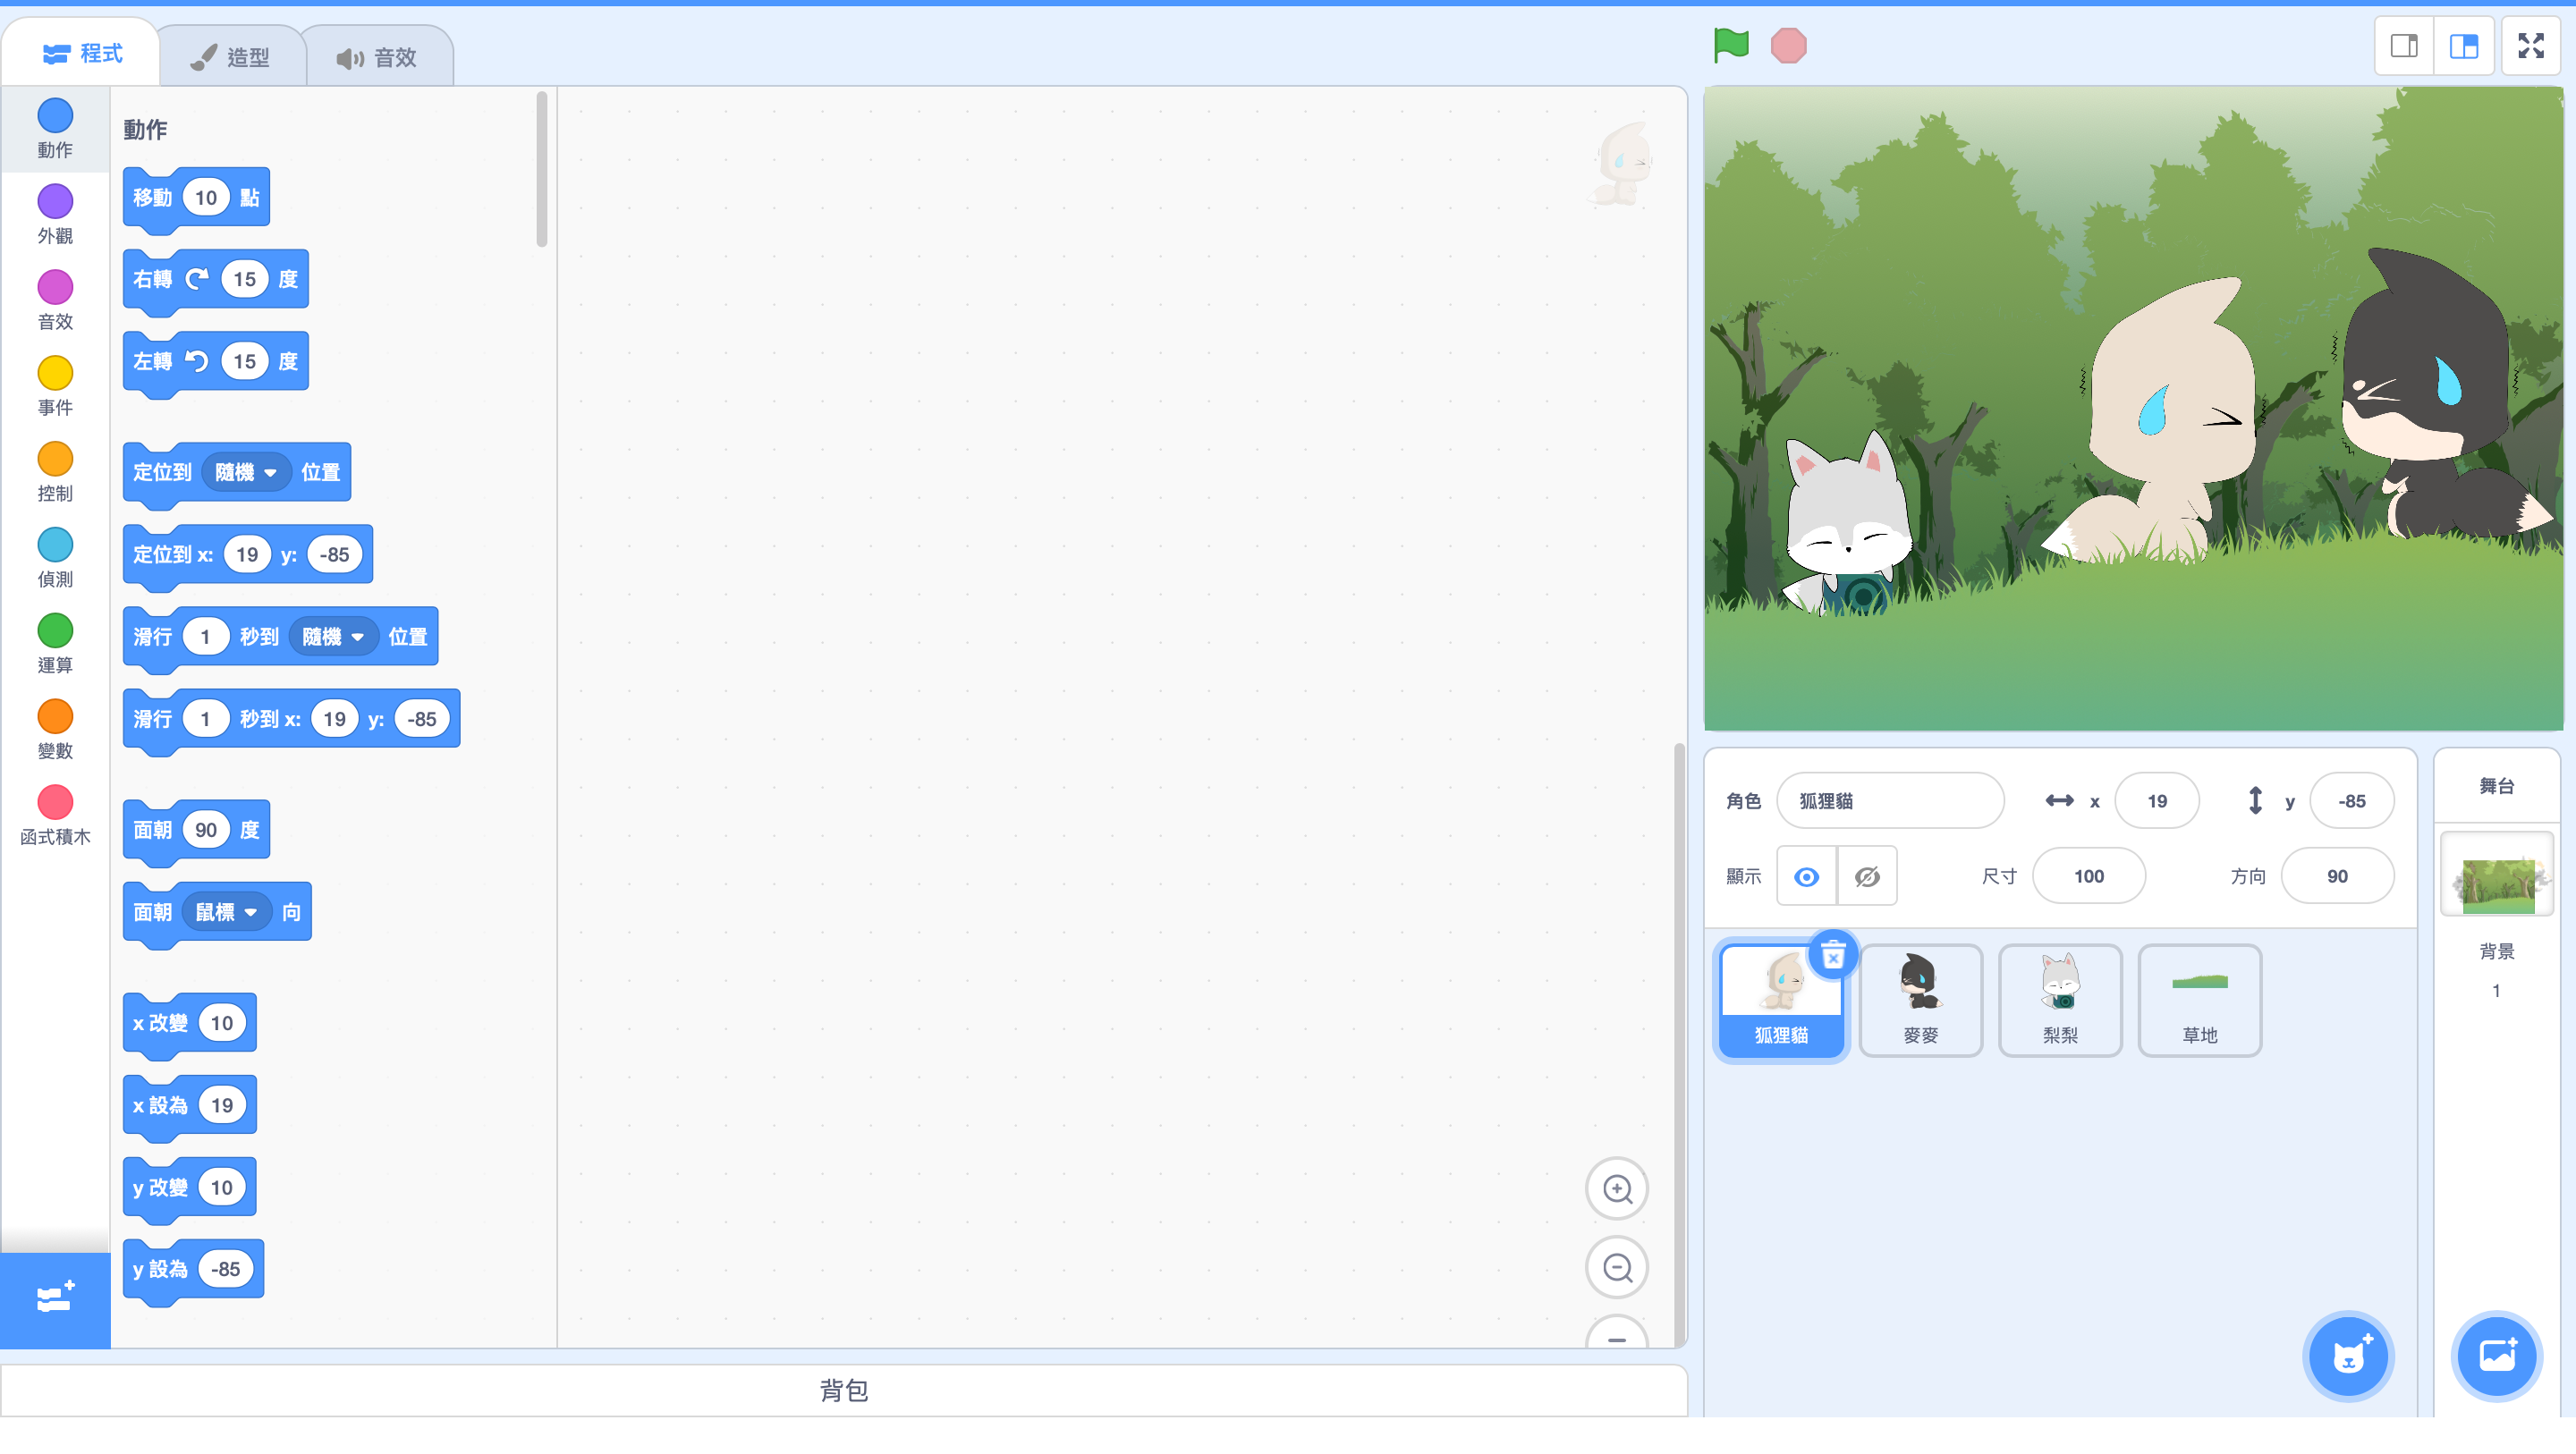 程式
造型
音效
動作
外觀
音效
事件
控制
偵測
運算
變數
函式積木
動作
移動 10 點
右轉 15 度
左轉 15 度
定位到 隨機 位置
定位到 x: 19 y: -85
滑行 1 秒到 隨機 位置
滑行 1 秒到 x: 19 y: -85
面朝 90 度
面朝 鼠標 向
x 改變 10
x 設為 19
y 改變 10
y 設為 -85
背包
角色 狐狸貓 x 19 y -85
顯示 尺寸 100 方向 90
狐狸貓
麥麥
梨梨
草地
舞台
背景
1